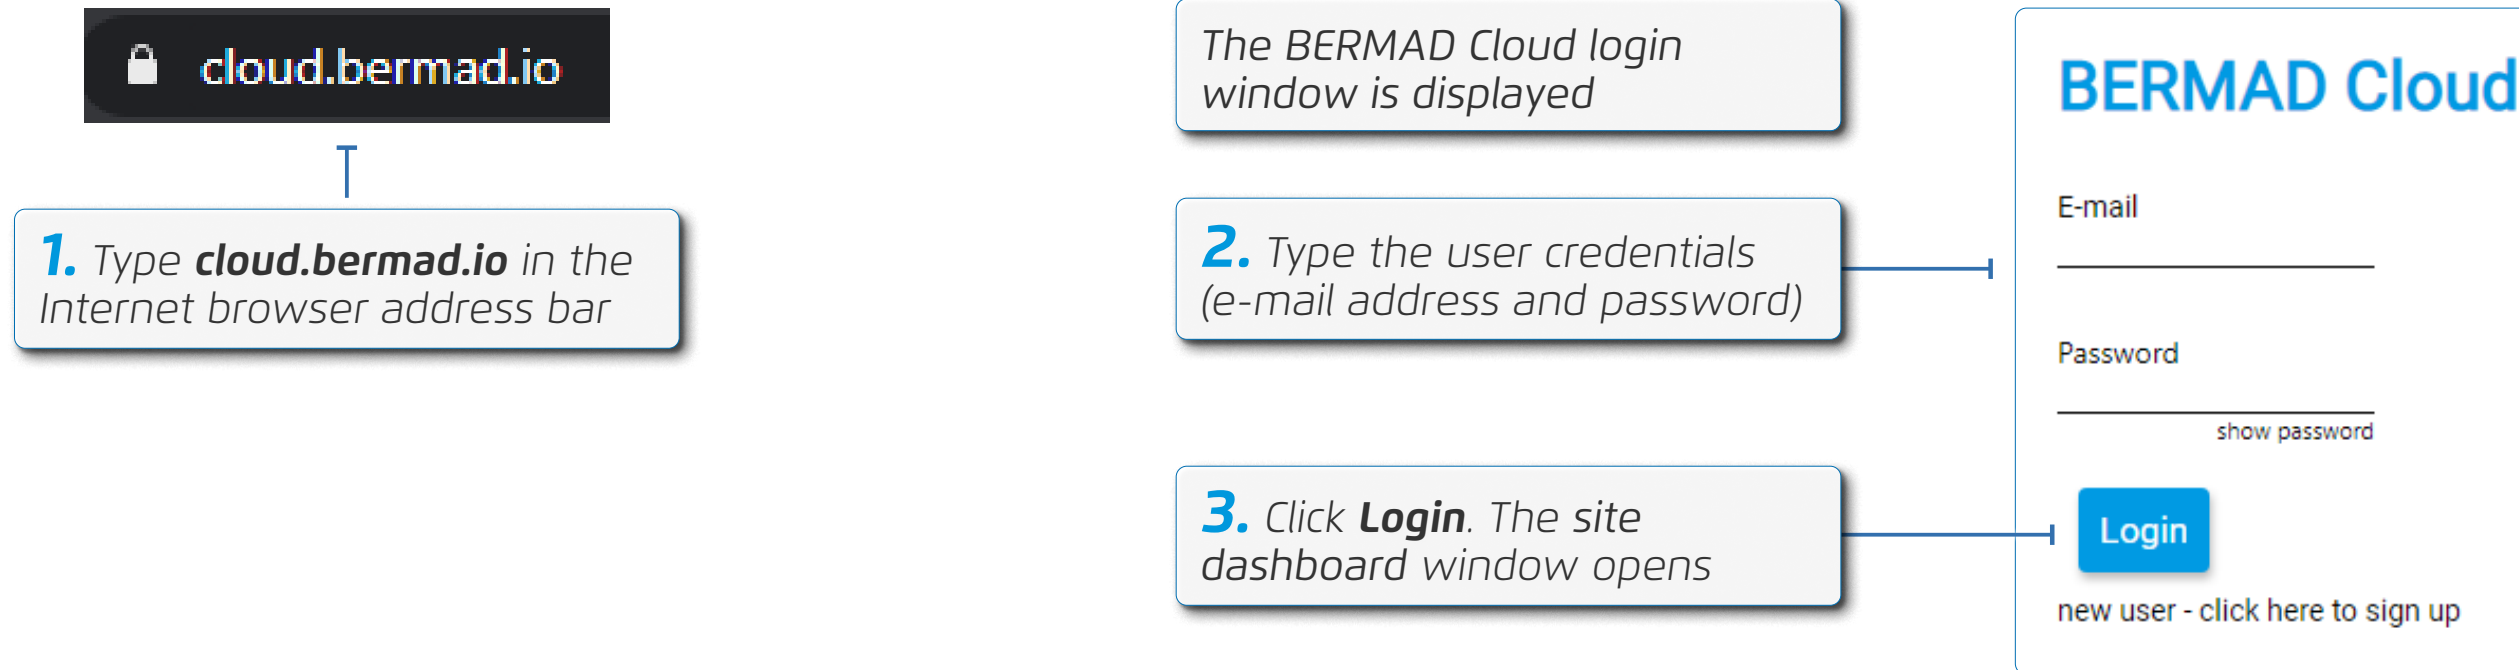 cloud.bermad.io
1. Type cloud.bermad.io in the
Internet browser address bar
The BERMAD Cloud login
window is displayed
2. Type the user credentials
(e-mail address and password)
3. Click Login. The site
dashboard window opens
BERMAD Cloud
E-mail
Password
show password
Login
new user - click here to sign up